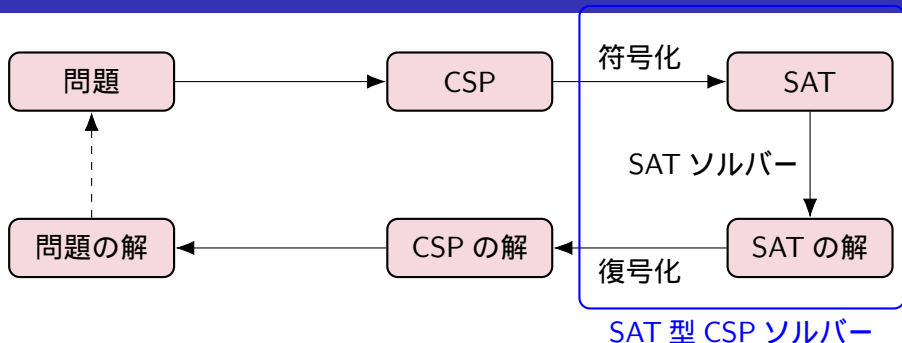 符号化
問題
CSP
SAT
SAT ソルバー
問題の解
CSP の解
SAT の解
復号化
SAT 型 CSP ソルバー